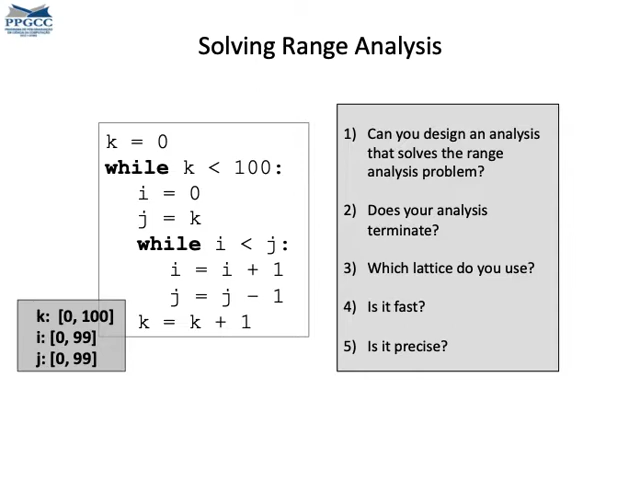 PPGCC
Solving Range Analysis
k = 0
while k < 100:
i = 0
j = k
while i < j:
i = i + 1
j = j − 1
k = k + 1
k: [0, 100]
i: [0, 99]
j: [0, 99]
1) Can you design an analysis
that solves the range
analysis problem?
2) Does your analysis
terminate?
3) Which lattice do you use?
4) Is it fast?
5) Is it precise?